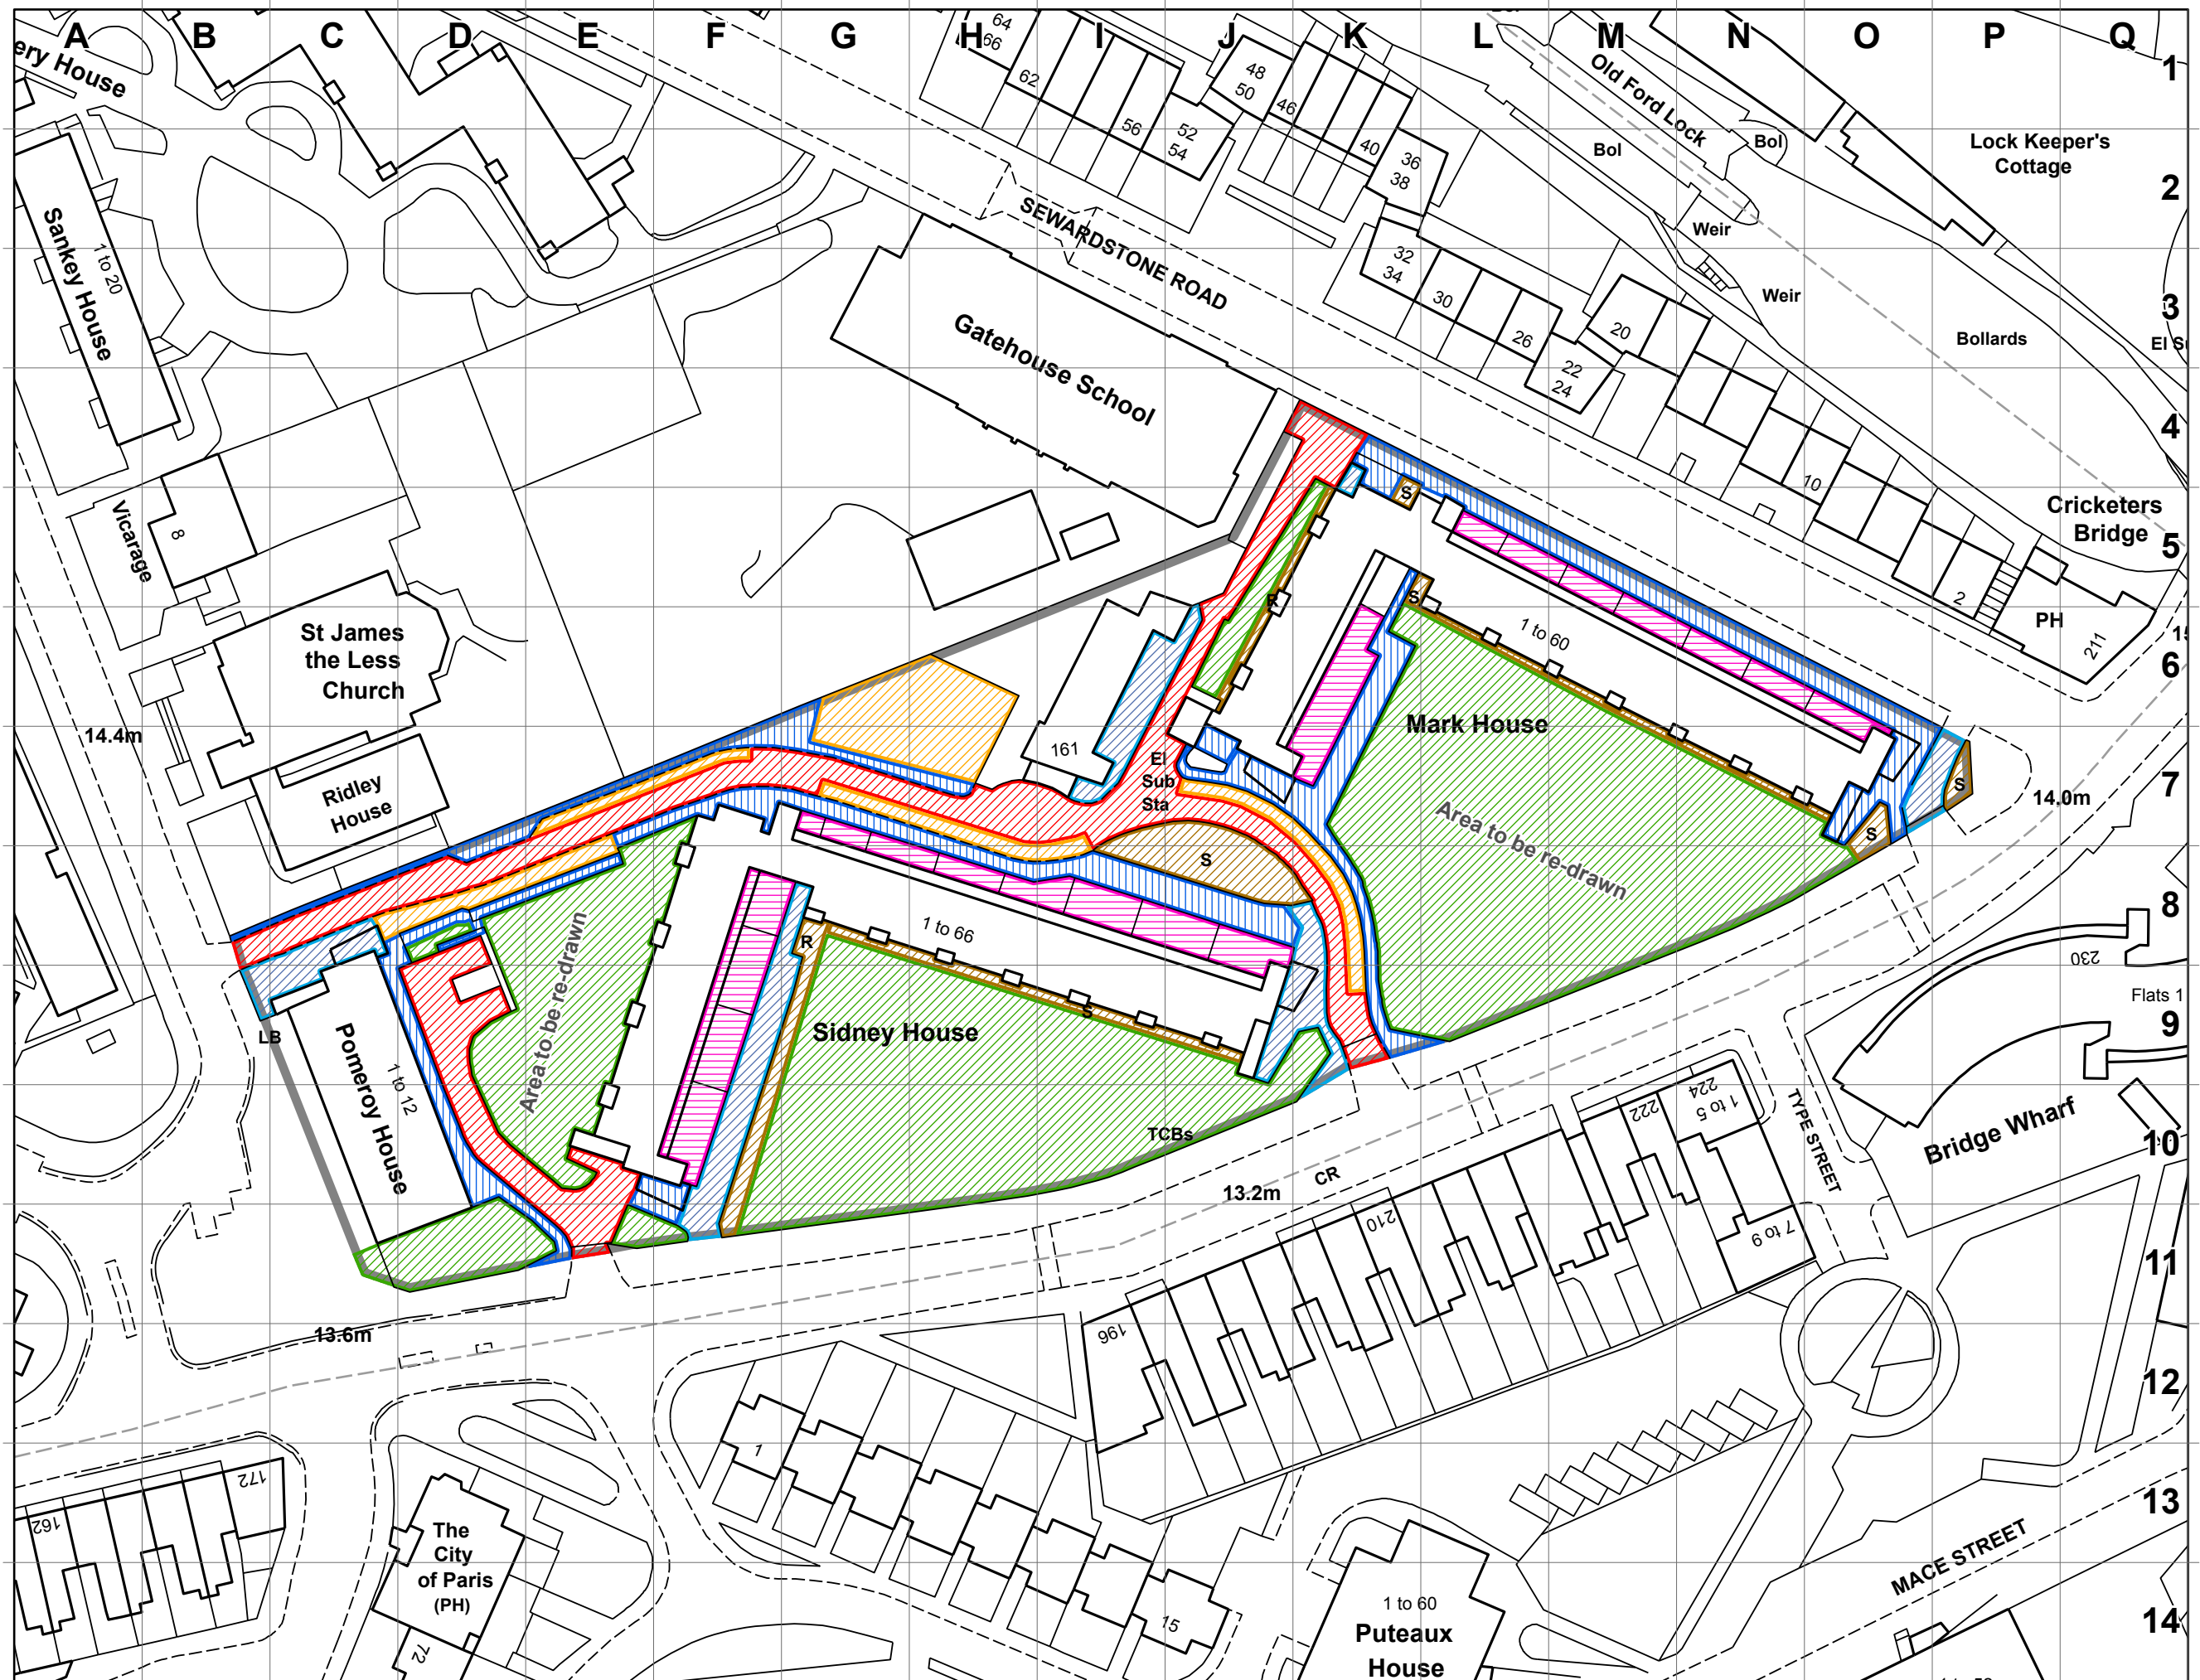 A B C D E F G H I J K L M N O P Q
1
2
3
4
5
6
7
8
9
10
11
12
13
14
ery House
64
66
62
56
52
54
48
50
46
40
36
38
Old Ford Lock
Bol
Bol
Lock Keeper's
Cottage
Weir
Weir
Bollards
El S
Sankey House
1 to 20
SEWARDSTONE ROAD
32
34
30
26
22
24
20
10
2
Gatehouse School
Cricketers
Bridge
PH
211
Vicarage
8
St James
the Less
Church
14.4m
Ridley
House
161
El
Sub
Sta
R
S
S
1 to 60
Mark House
Area to be re-drawn
S
S
14.0m
S
1 to 66
R
S
Sidney House
Area to be re-drawn
LB
Pomeroy House
1 to 12
TCBs
13.2m
CR
230
Flats 1
Bridge Wharf
TYPE STREET
224
1 to 5
222
7 to 9
210
196
13.6m
1
15
172
162
The
City
of Paris
(PH)
72
1 to 60
Puteaux
House
MACE STREET